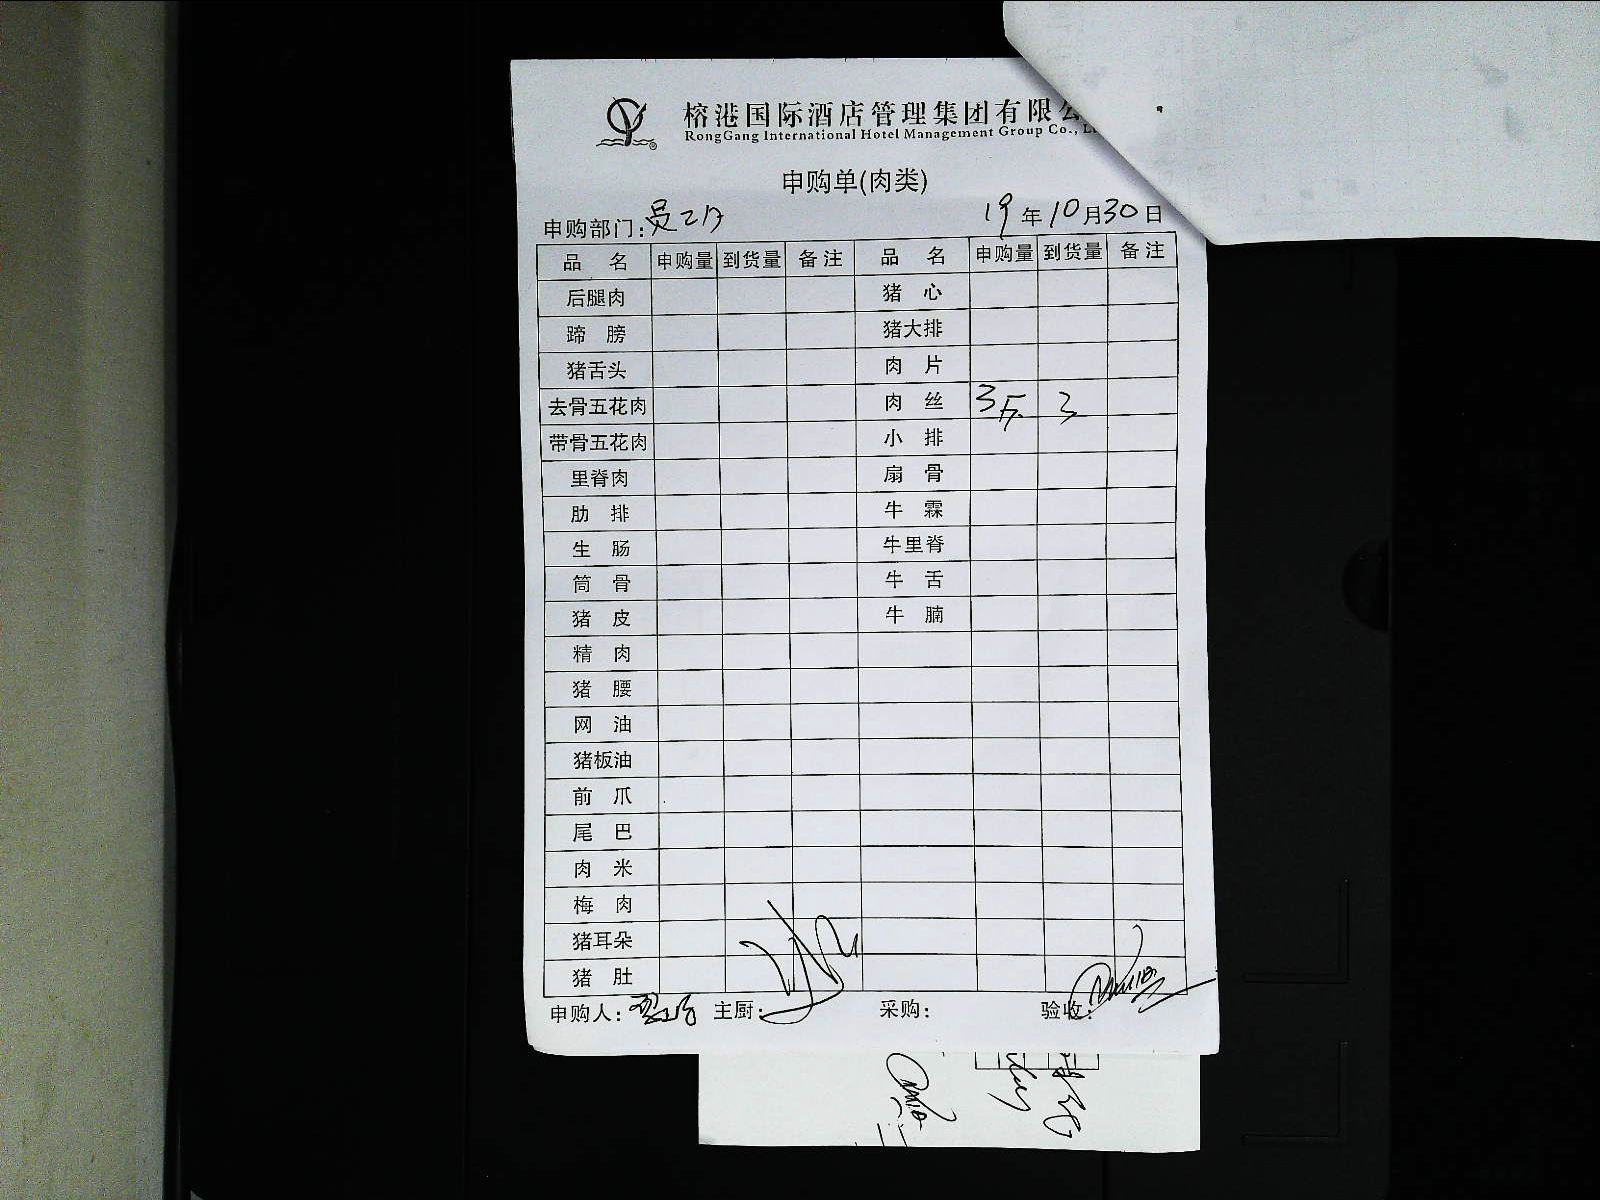 榕港国际酒店管理集团有限公
RongGang International Hotel Management Group Co., L
申购单(肉类)
申购部门:员工 19年10月30日
品 名 申购量 到货量 备注 品 名 申购量 到货量 备注
后腿肉 猪 心
蹄 膀 猪大排
猪舌头 肉 片
去骨五花肉 肉 丝 3斤 3
带骨五花肉 小 排
里脊肉 扇 骨
肋 排 牛 霖
生 肠 牛里脊
筒 骨 牛 舌
猪 皮 牛 腩
精 肉
猪 腰
网 油
猪板油
前 爪
尾 巴
肉 米
梅 肉
猪耳朵
猪 肚
申购人: 主厨: 采购: 验收: